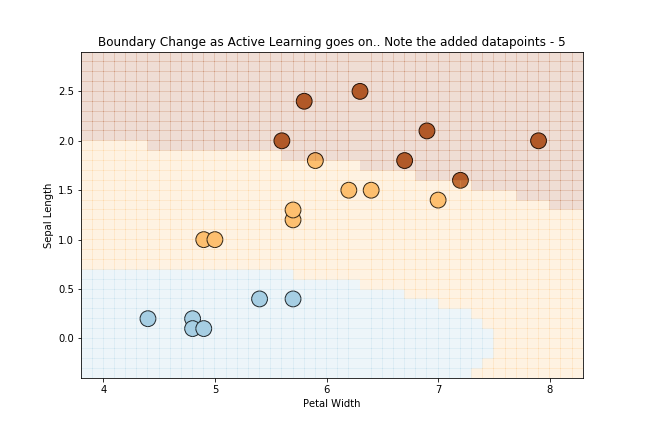 Boundary Change as Active Learning goes on.. Note the added datapoints - 5
2.5
2.0
1.5
1.0
0.5
0.0
Sepal Length
4 5 6 7 8
Petal Width